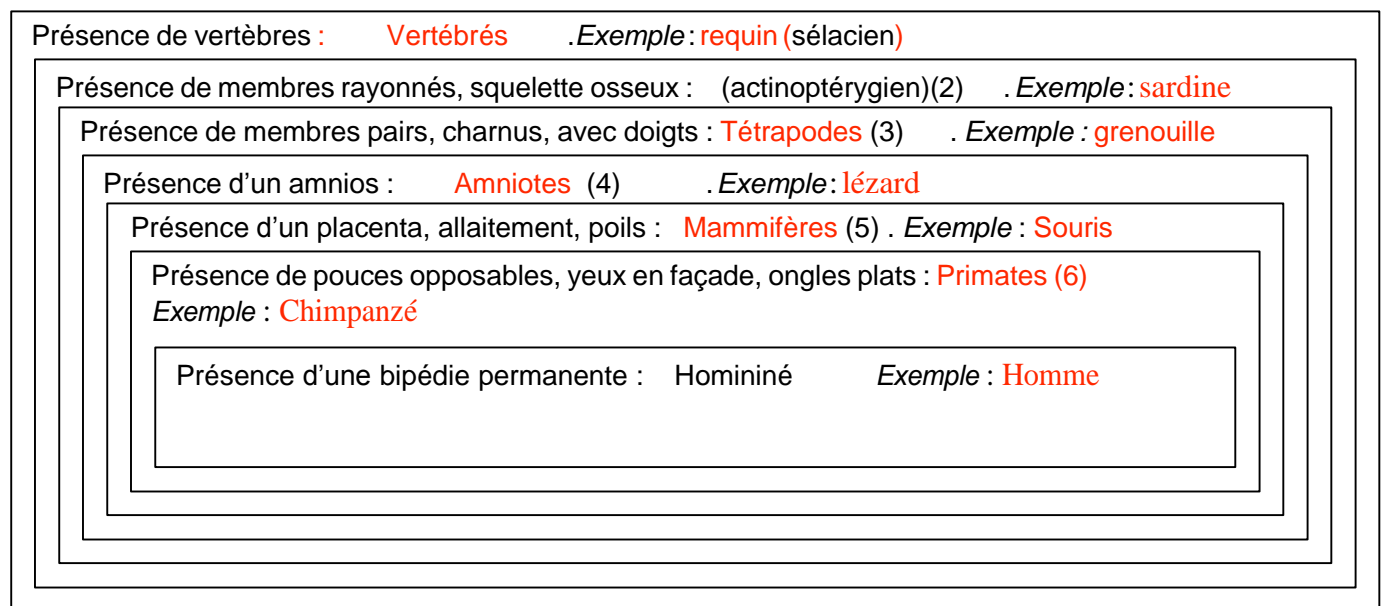 Présence de vertèbres : Vertébrés .Exemple : requin (sélacien)
Présence de membres rayonnés, squelette osseux : (actinoptérygien)(2) . Exemple : sardine
Présence de membres pairs, charnus, avec doigts : Tétrapodes (3) . Exemple : grenouille
Présence d’un amnios : Amniotes (4) . Exemple : lézard
Présence d’un placenta, allaitement, poils : Mammifères (5) . Exemple : Souris
Présence de pouces opposables, yeux en façade, ongles plats : Primates (6)
Exemple : Chimpanzé
Présence d’une bipédie permanente : Homininé Exemple : Homme